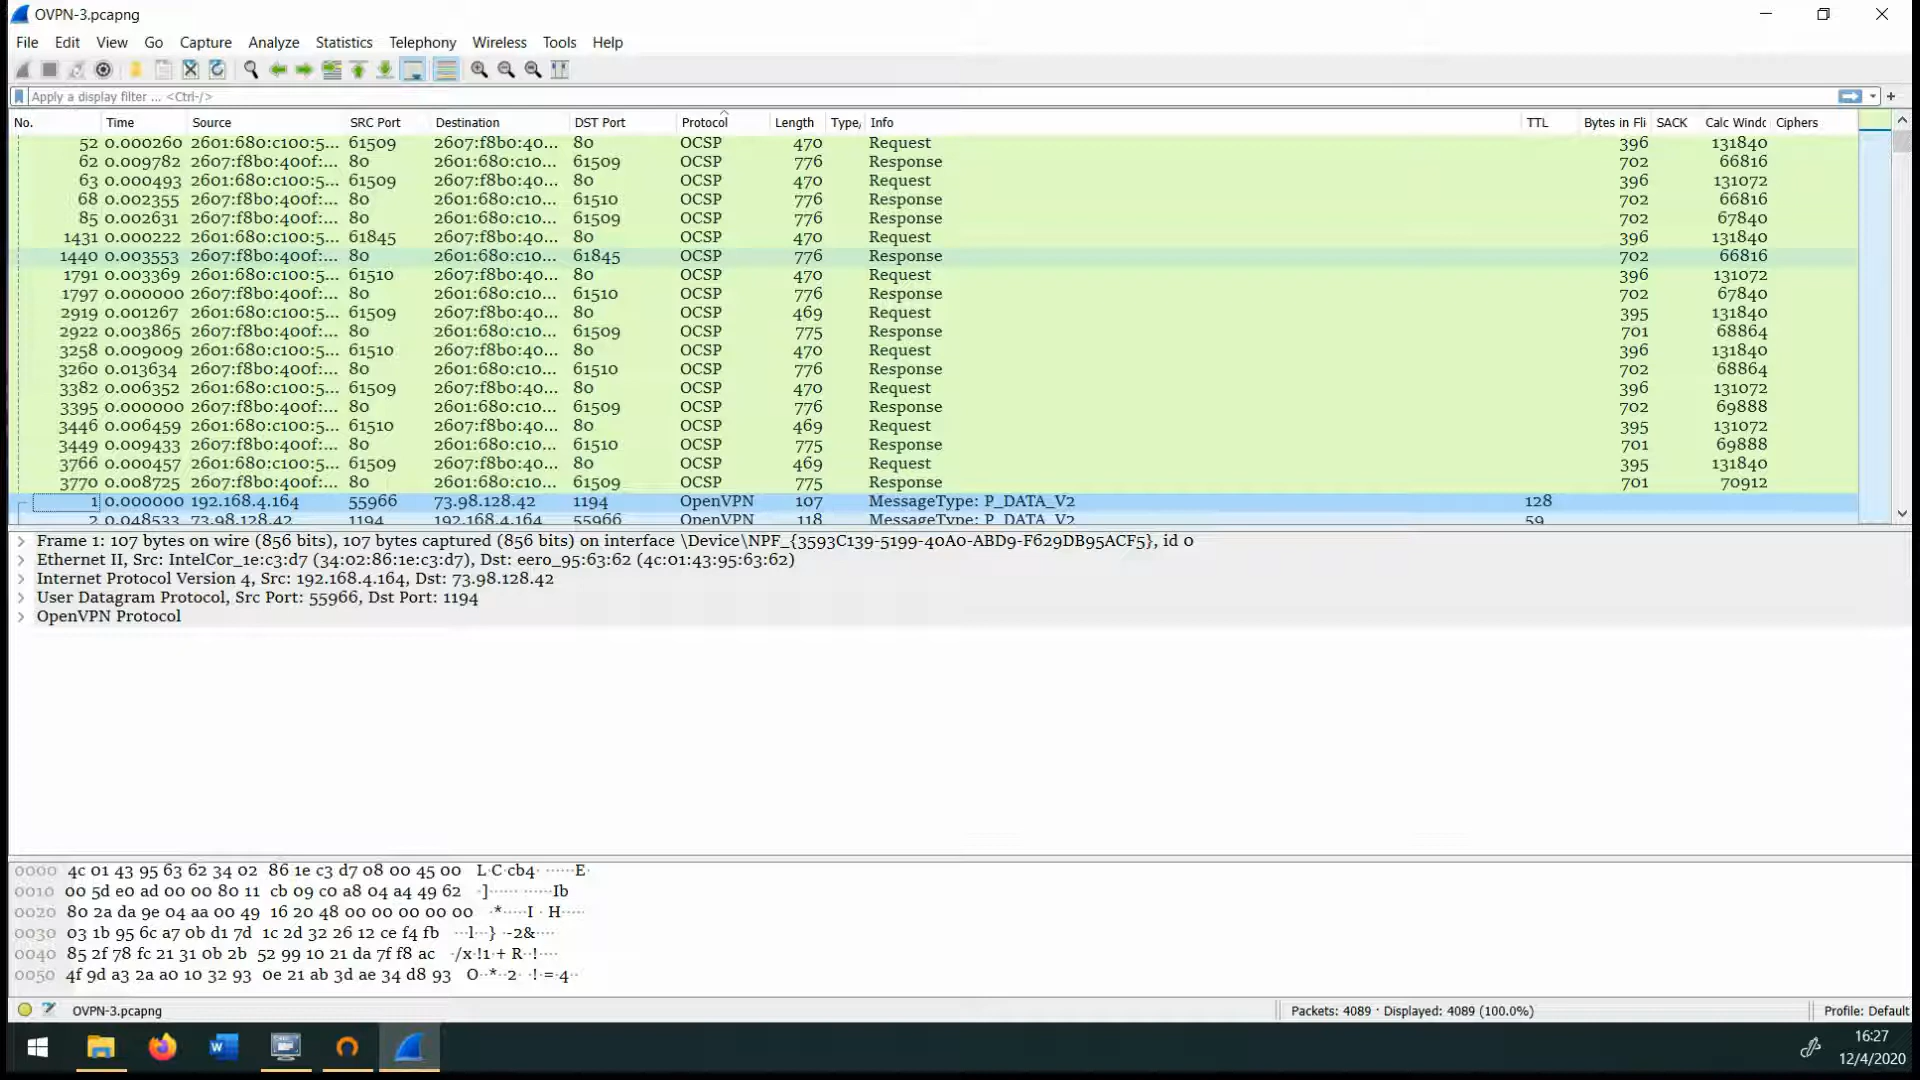 OVPN-3.pcapng
File Edit View Go Capture Analyze Statistics Telephony Wireless Tools Help
Apply a display filter ... <Ctrl-/>
No. Time Source SRC Port Destination DST Port Protocol Length Type, Info TTL Bytes in Fli SACK Calc Windc Ciphers
52 0.000260 2601:680:c100:5... 61509 2607:f8b0:40... 80 OCSP 470 Request 396 131840
62 0.009782 2607:f8b0:400f:... 80 2601:680:c10... 61509 OCSP 776 Response 702 66816
63 0.000493 2601:680:c100:5... 61509 2607:f8b0:40... 80 OCSP 470 Request 396 131072
68 0.002355 2607:f8b0:400f:... 80 2601:680:c10... 61510 OCSP 776 Response 702 66816
85 0.002631 2607:f8b0:400f:... 80 2601:680:c10... 61509 OCSP 776 Response 702 67840
1431 0.000222 2601:680:c100:5... 61845 2607:f8b0:40... 80 OCSP 470 Request 396 131840
1440 0.003553 2607:f8b0:400f:... 80 2601:680:c10... 61845 OCSP 776 Response 702 66816
1791 0.003369 2601:680:c100:5... 61510 2607:f8b0:40... 80 OCSP 470 Request 396 131072
1797 0.000000 2607:f8b0:400f:... 80 2601:680:c10... 61510 OCSP 776 Response 702 67840
2919 0.001267 2601:680:c100:5... 61509 2607:f8b0:40... 80 OCSP 469 Request 395 131840
2922 0.003865 2607:f8b0:400f:... 80 2601:680:c10... 61509 OCSP 775 Response 701 68864
3258 0.009009 2601:680:c100:5... 61510 2607:f8b0:40... 80 OCSP 470 Request 396 131840
3260 0.013634 2607:f8b0:400f:... 80 2601:680:c10... 61510 OCSP 776 Response 702 68864
3382 0.006352 2601:680:c100:5... 61509 2607:f8b0:40... 80 OCSP 470 Request 396 131072
3395 0.000000 2607:f8b0:400f:... 80 2601:680:c10... 61509 OCSP 776 Response 702 69888
3446 0.006459 2601:680:c100:5... 61510 2607:f8b0:40... 80 OCSP 469 Request 395 131072
3449 0.009433 2607:f8b0:400f:... 80 2601:680:c10... 61510 OCSP 775 Response 701 69888
3766 0.000457 2601:680:c100:5... 61509 2607:f8b0:40... 80 OCSP 469 Request 395 131840
3770 0.008725 2607:f8b0:400f:... 80 2601:680:c10... 61509 OCSP 775 Response 701 70912
1 0.000000 192.168.4.164 55966 73.98.128.42 1194 OpenVPN 107 MessageType: P_DATA_V2 128
2 0.048533 73.98.128.42 1194 192.168.4.164 55966 OpenVPN 118 MessageType: P_DATA_V2 59
Frame 1: 107 bytes on wire (856 bits), 107 bytes captured (856 bits) on interface \Device\NPF_{3593C139-5199-40A0-ABD9-F629DB95ACF5}, id 0
Ethernet II, Src: IntelCor_1e:c3:d7 (34:02:86:1e:c3:d7), Dst: eero_95:63:62 (4c:01:43:95:63:62)
Internet Protocol Version 4, Src: 192.168.4.164, Dst: 73.98.128.42
User Datagram Protocol, Src Port: 55966, Dst Port: 1194
OpenVPN Protocol
0000 4c 01 43 95 63 62 34 02 86 1e c3 d7 08 00 45 00 L·C·cb4· ······E·
0010 00 5d e0 ad 00 00 80 11 cb 09 c0 a8 04 a4 49 62 ·]······ ······Ib
0020 80 2a da 9e 04 aa 00 49 16 20 48 00 00 00 00 00 ·*·····I · H·····
0030 03 1b 95 6c a7 0b d1 7d 1c 2d 32 26 12 ce f4 fb ···l···} ·-2&····
0040 85 2f 78 fc 21 31 0b 2b 52 99 10 21 da 7f f8 ac ·/x·!1·+ R··!····
0050 4f 9d a3 2a a0 10 32 93 0e 21 ab 3d ae 34 d8 93 O··*··2· ·!·=·4··
OVPN-3.pcapng Packets: 4089 · Displayed: 4089 (100.0%) Profile: Default
16:27
12/4/2020